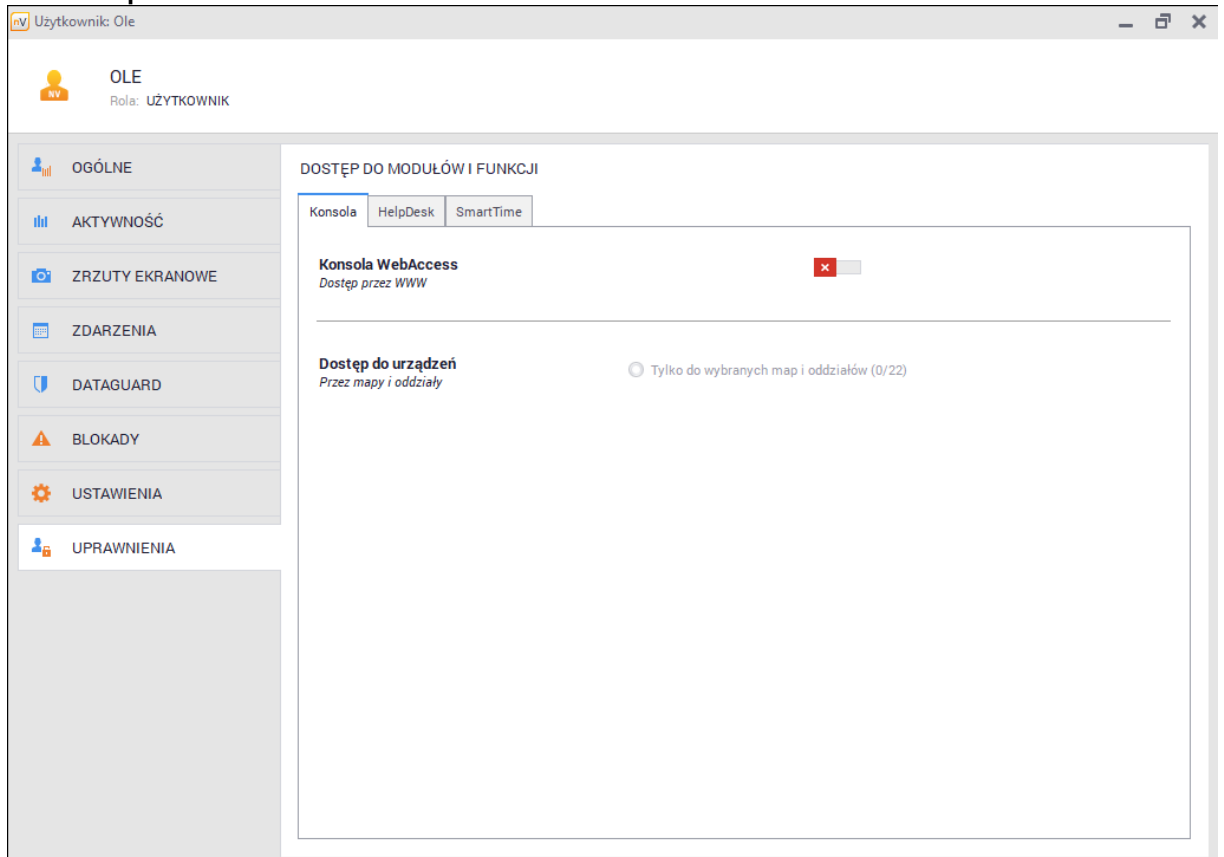 nV Użytkownik: Ole
OLE
NV
Rola: UŻYTKOWNIK
OGÓLNE
AKTYWNOŚĆ
ZRZUTY EKRANOWE
ZDARZENIA
DATAGUARD
BLOKADY
USTAWIENIA
UPRAWNIENIA
DOSTĘP DO MODUŁÓW I FUNKCJI
Konsola HelpDesk SmartTime
Konsola WebAccess
Dostęp przez WWW
Dostęp do urządzeń
Przez mapy i oddziały
Tylko do wybranych map i oddziałów (0/22)